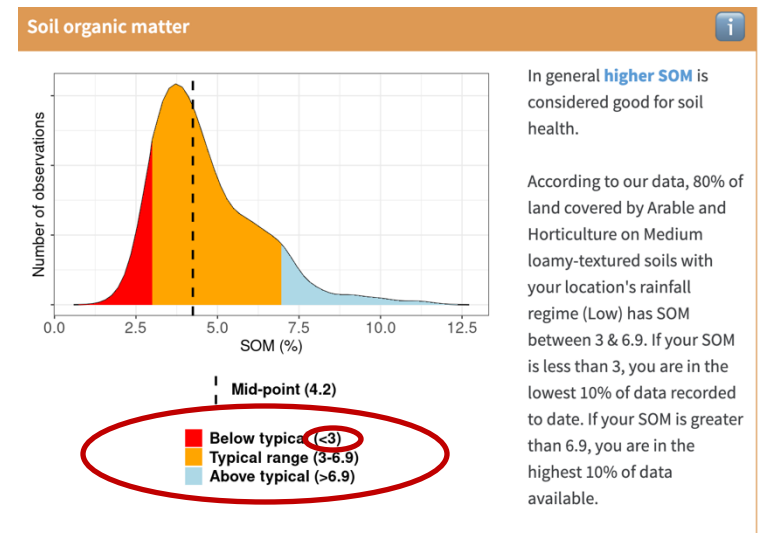 Soil organic matter
i
Number of observations
0.0 2.5 5.0 7.5 10.0 12.5
SOM (%)
Mid-point (4.2)
Below typical (<3)
Typical range (3-6.9)
Above typical (>6.9)
In general higher SOM is
considered good for soil
health.
According to our data, 80% of
land covered by Arable and
Horticulture on Medium
loamy-textured soils with
your location's rainfall
regime (Low) has SOM
between 3 & 6.9. If your SOM
is less than 3, you are in the
lowest 10% of data recorded
to date. If your SOM is greater
than 6.9, you are in the
highest 10% of data
available.